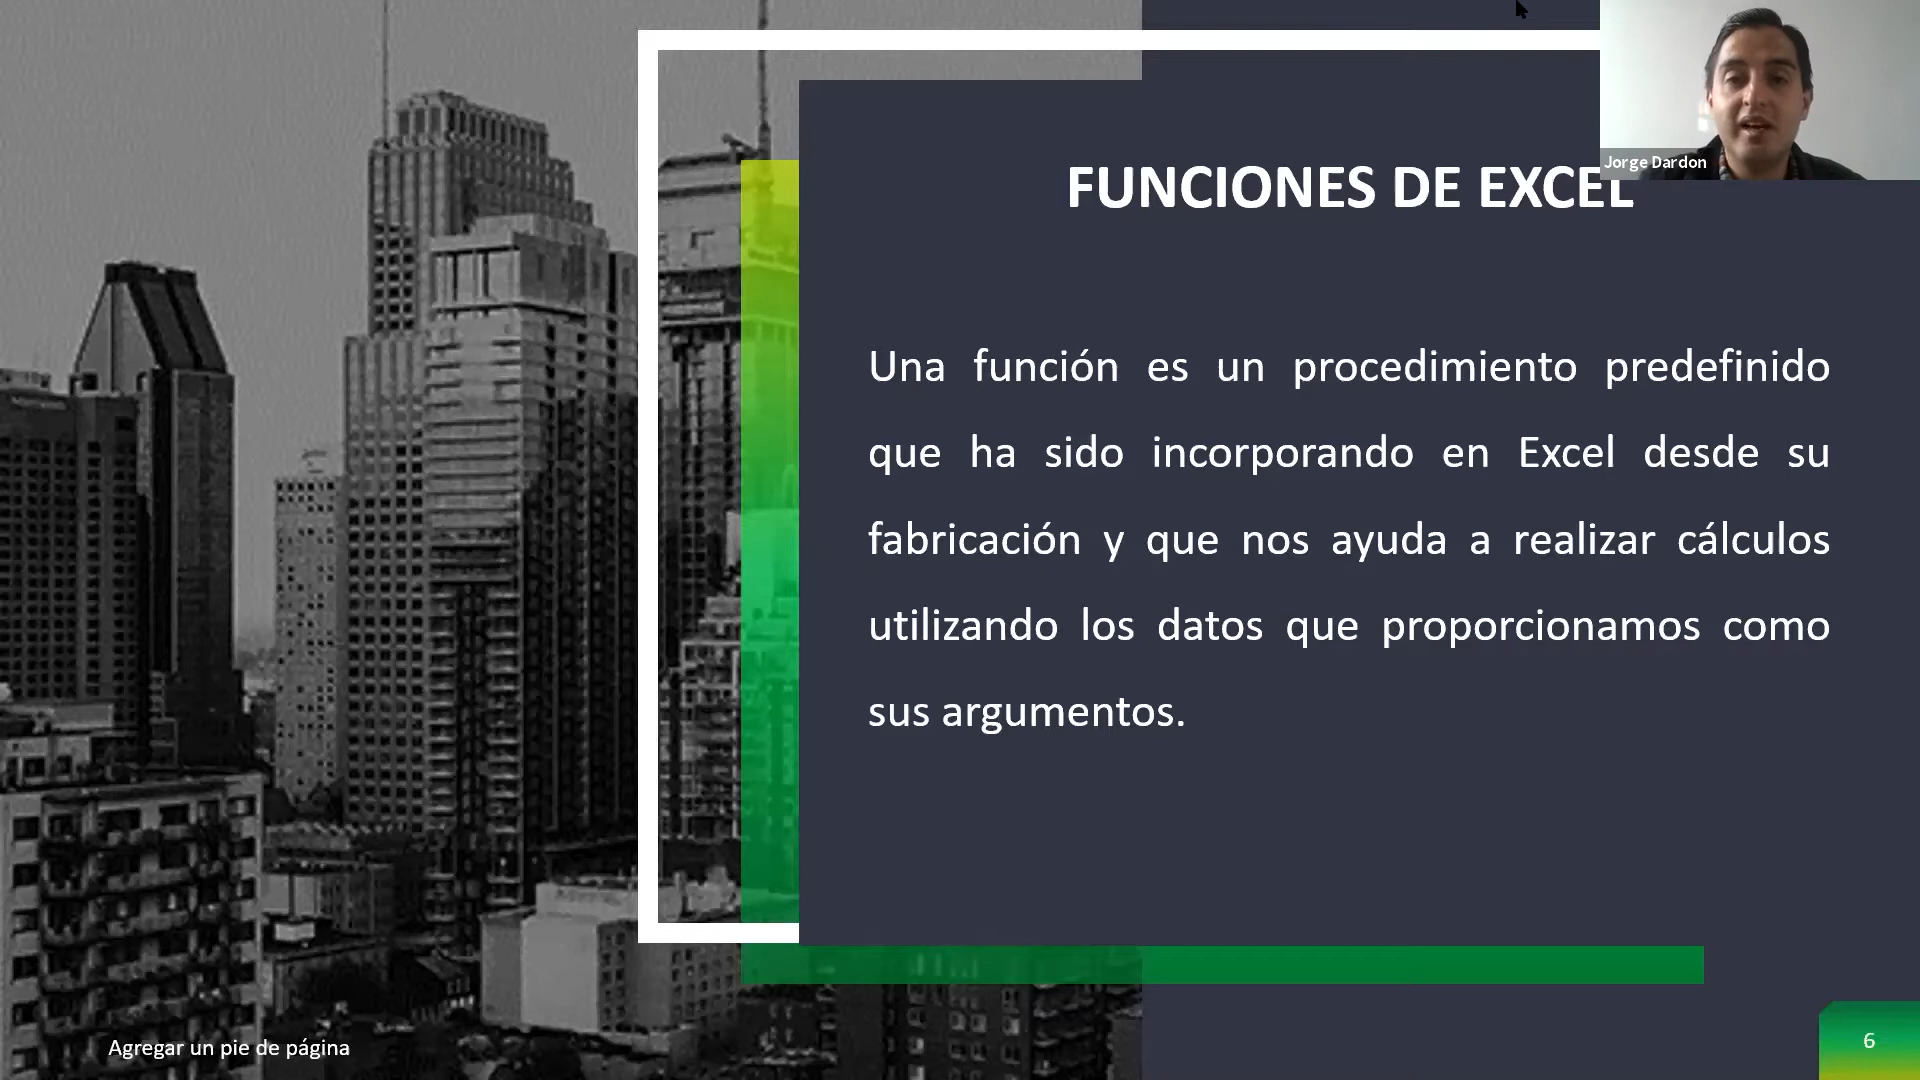 Jorge Dardon
FUNCIONES DE EXCEL
Una función es un procedimiento predefinido
que ha sido incorporando en Excel desde su
fabricación y que nos ayuda a realizar cálculos
utilizando los datos que proporcionamos como
sus argumentos.
Agregar un pie de página
6